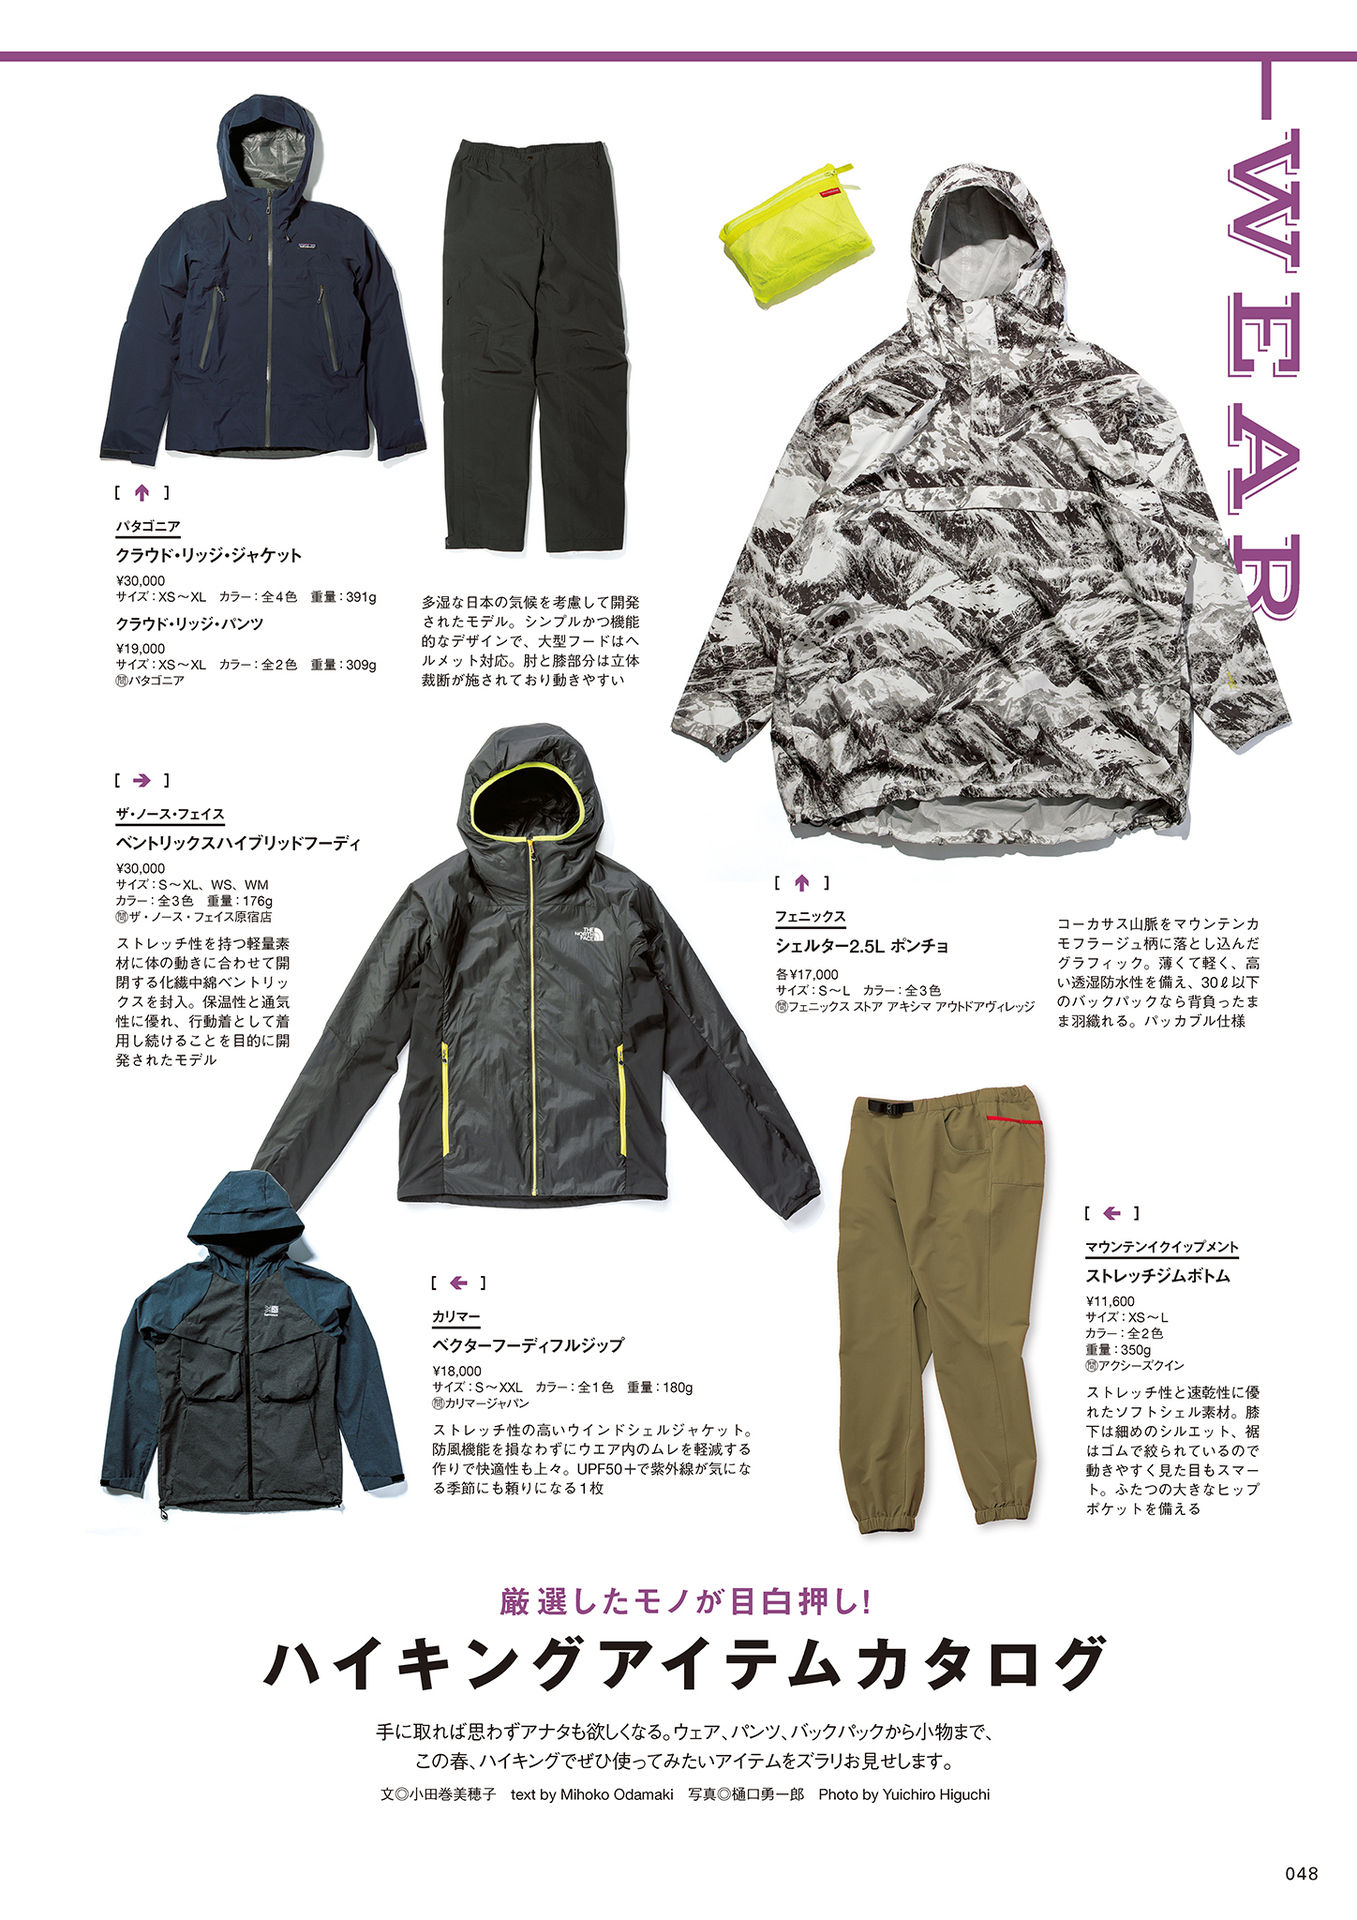 WEAR
[↑]
パタゴニア
クラウド・リッジ・ジャケット
¥30,000
サイズ:XS〜XL　カラー:全4色　重量:391g
クラウド・リッジ・パンツ
¥19,000
サイズ:XS〜XL　カラー:全2色　重量:309g
㉄パタゴニア
多湿な日本の気候を考慮して開発
されたモデル。シンプルかつ機能
的なデザインで、大型フードはヘ
ルメット対応。肘と膝部分は立体
裁断が施されており動きやすい
[→]
ザ・ノース・フェイス
ベントリックスハイブリッドフーディ
¥30,000
サイズ:S〜XL、WS、WM
カラー:全3色　重量:176g
㉄ザ・ノース・フェイス原宿店
ストレッチ性を持つ軽量素
材に体の動きに合わせて開
閉する化繊中綿ベントリッ
クスを封入。保温性と通気
性に優れ、行動着として着
用し続けることを目的に開
発されたモデル
THE
NORTH
FACE
[↑]
フェニックス
シェルター2.5L ポンチョ
各¥17,000
サイズ:S〜L　カラー:全3色
㉄フェニックス ストア アキシマ アウトドアヴィレッジ
コーカサス山脈をマウンテンカ
モフラージュ柄に落とし込んだ
グラフィック。薄くて軽く、高
い透湿防水性を備え、30ℓ以下
のバックパックなら背負ったま
ま羽織れる。パッカブル仕様
[←]
カリマー
ベクターフーディフルジップ
¥18,000
サイズ:S〜XXL　カラー:全1色　重量:180g
㉄カリマージャパン
ストレッチ性の高いウインドシェルジャケット。
防風機能を損なわずにウエア内のムレを軽減する
作りで快適性も上々。UPF50＋で紫外線が気にな
る季節にも頼りになる1枚
[←]
マウンテンイクイップメント
ストレッチジムボトム
¥11,600
サイズ:XS〜L
カラー:全2色
重量:350g
㉄アクシーズクイン
ストレッチ性と速乾性に優
れたソフトシェル素材。膝
下は細めのシルエット、裾
はゴムで絞られているので
動きやすく見た目もスマー
ト。ふたつの大きなヒップ
ポケットを備える
厳選したモノが目白押し!
ハイキングアイテムカタログ
手に取れば思わずアナタも欲しくなる。ウェア、パンツ、バックパックから小物まで、
この春、ハイキングでぜひ使ってみたいアイテムをズラリお見せします。
文◎小田巻美穂子　text by Mihoko Odamaki　写真◎樋口勇一郎　Photo by Yuichiro Higuchi
048